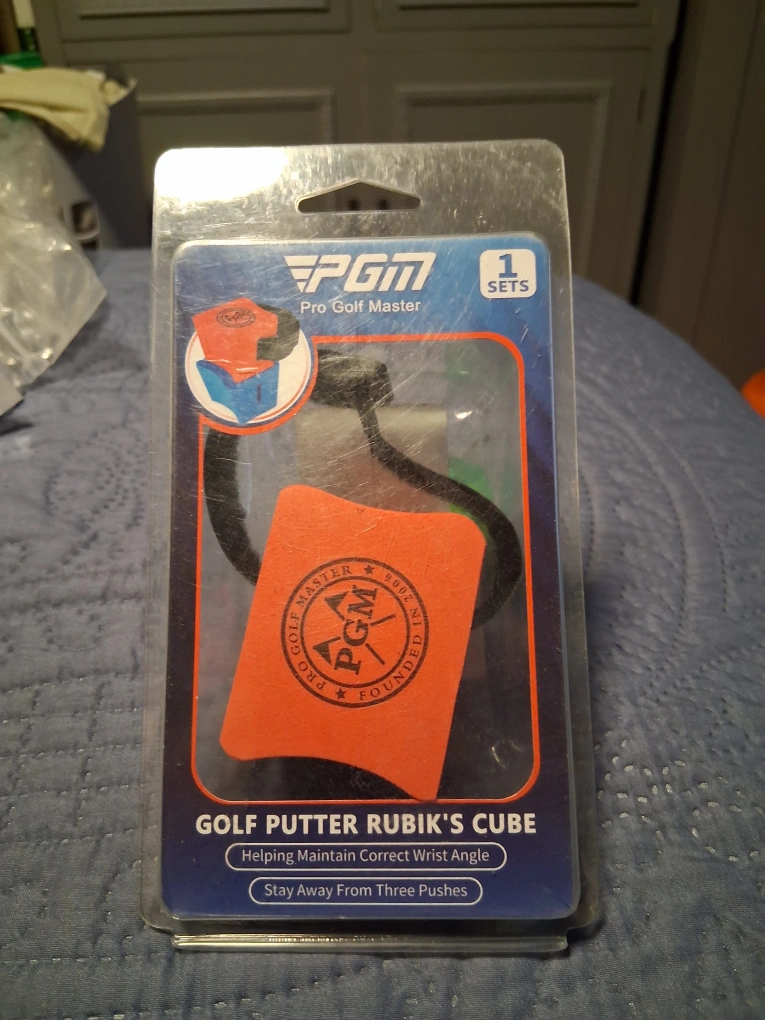 PGM
Pro Golf Master
1
SETS
PRO GOLF MASTER ★ FOUNDED IN 2006 ★
PGM
GOLF PUTTER RUBIK'S CUBE
Helping Maintain Correct Wrist Angle
Stay Away From Three Pushes